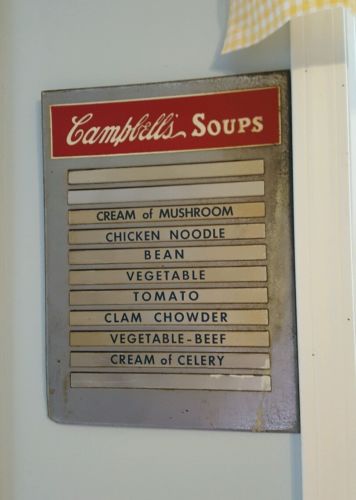 Campbell's SOUPS
CREAM of MUSHROOM
CHICKEN NOODLE
BEAN
VEGETABLE
TOMATO
CLAM CHOWDER
VEGETABLE-BEEF
CREAM of CELERY